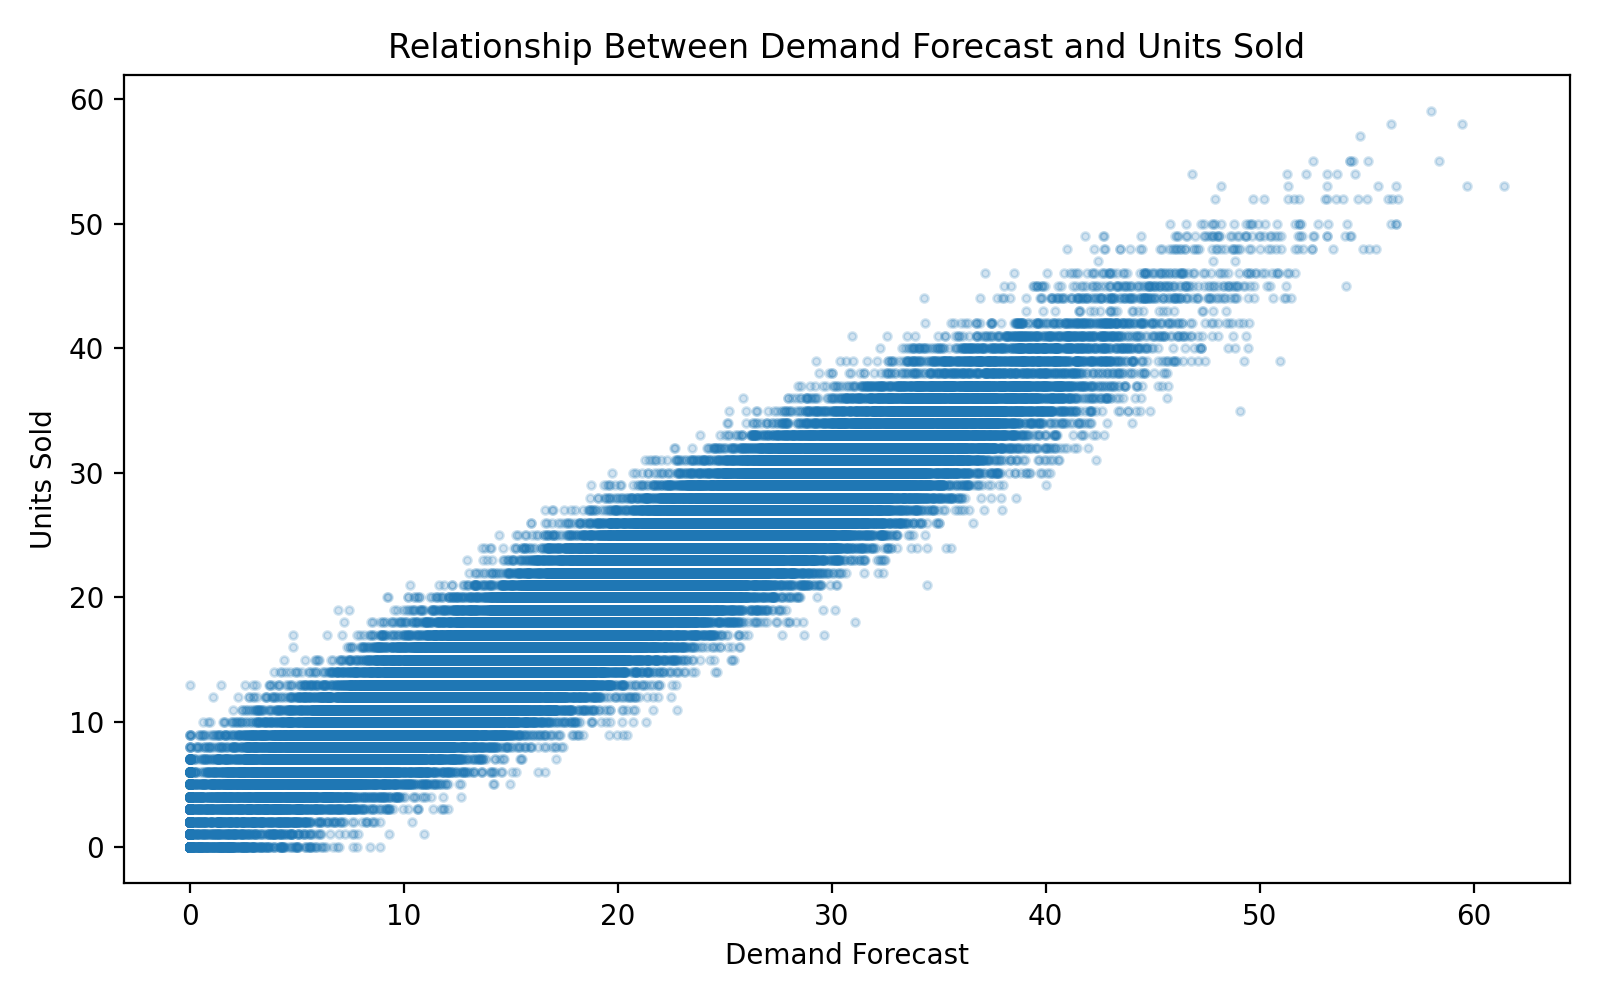 Relationship Between Demand Forecast and Units Sold
60
50
40
30
20
10
0
Units Sold
0 10 20 30 40 50 60
Demand Forecast